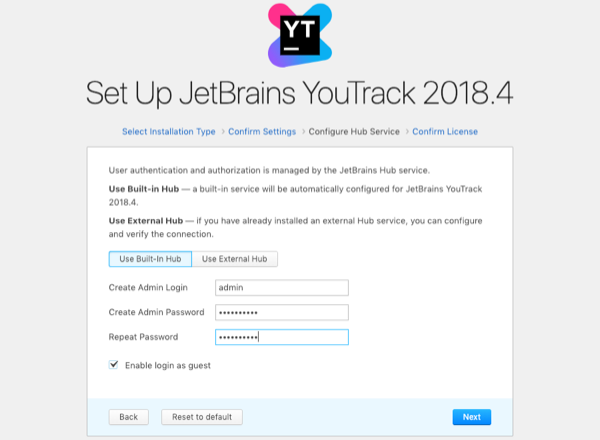 YT
Set Up JetBrains YouTrack 2018.4
Select Installation Type > Confirm Settings > Configure Hub Service > Confirm License
User authentication and authorization is managed by the JetBrains Hub service.
Use Built-in Hub — a built-in service will be automatically configured for JetBrains YouTrack
2018.4.
Use External Hub — if you have already installed an external Hub service, you can configure
and verify the connection.
Use Built-In Hub Use External Hub
Create Admin Login admin
Create Admin Password ••••••••••
Repeat Password ••••••••••
Enable login as guest
Back Reset to default Next